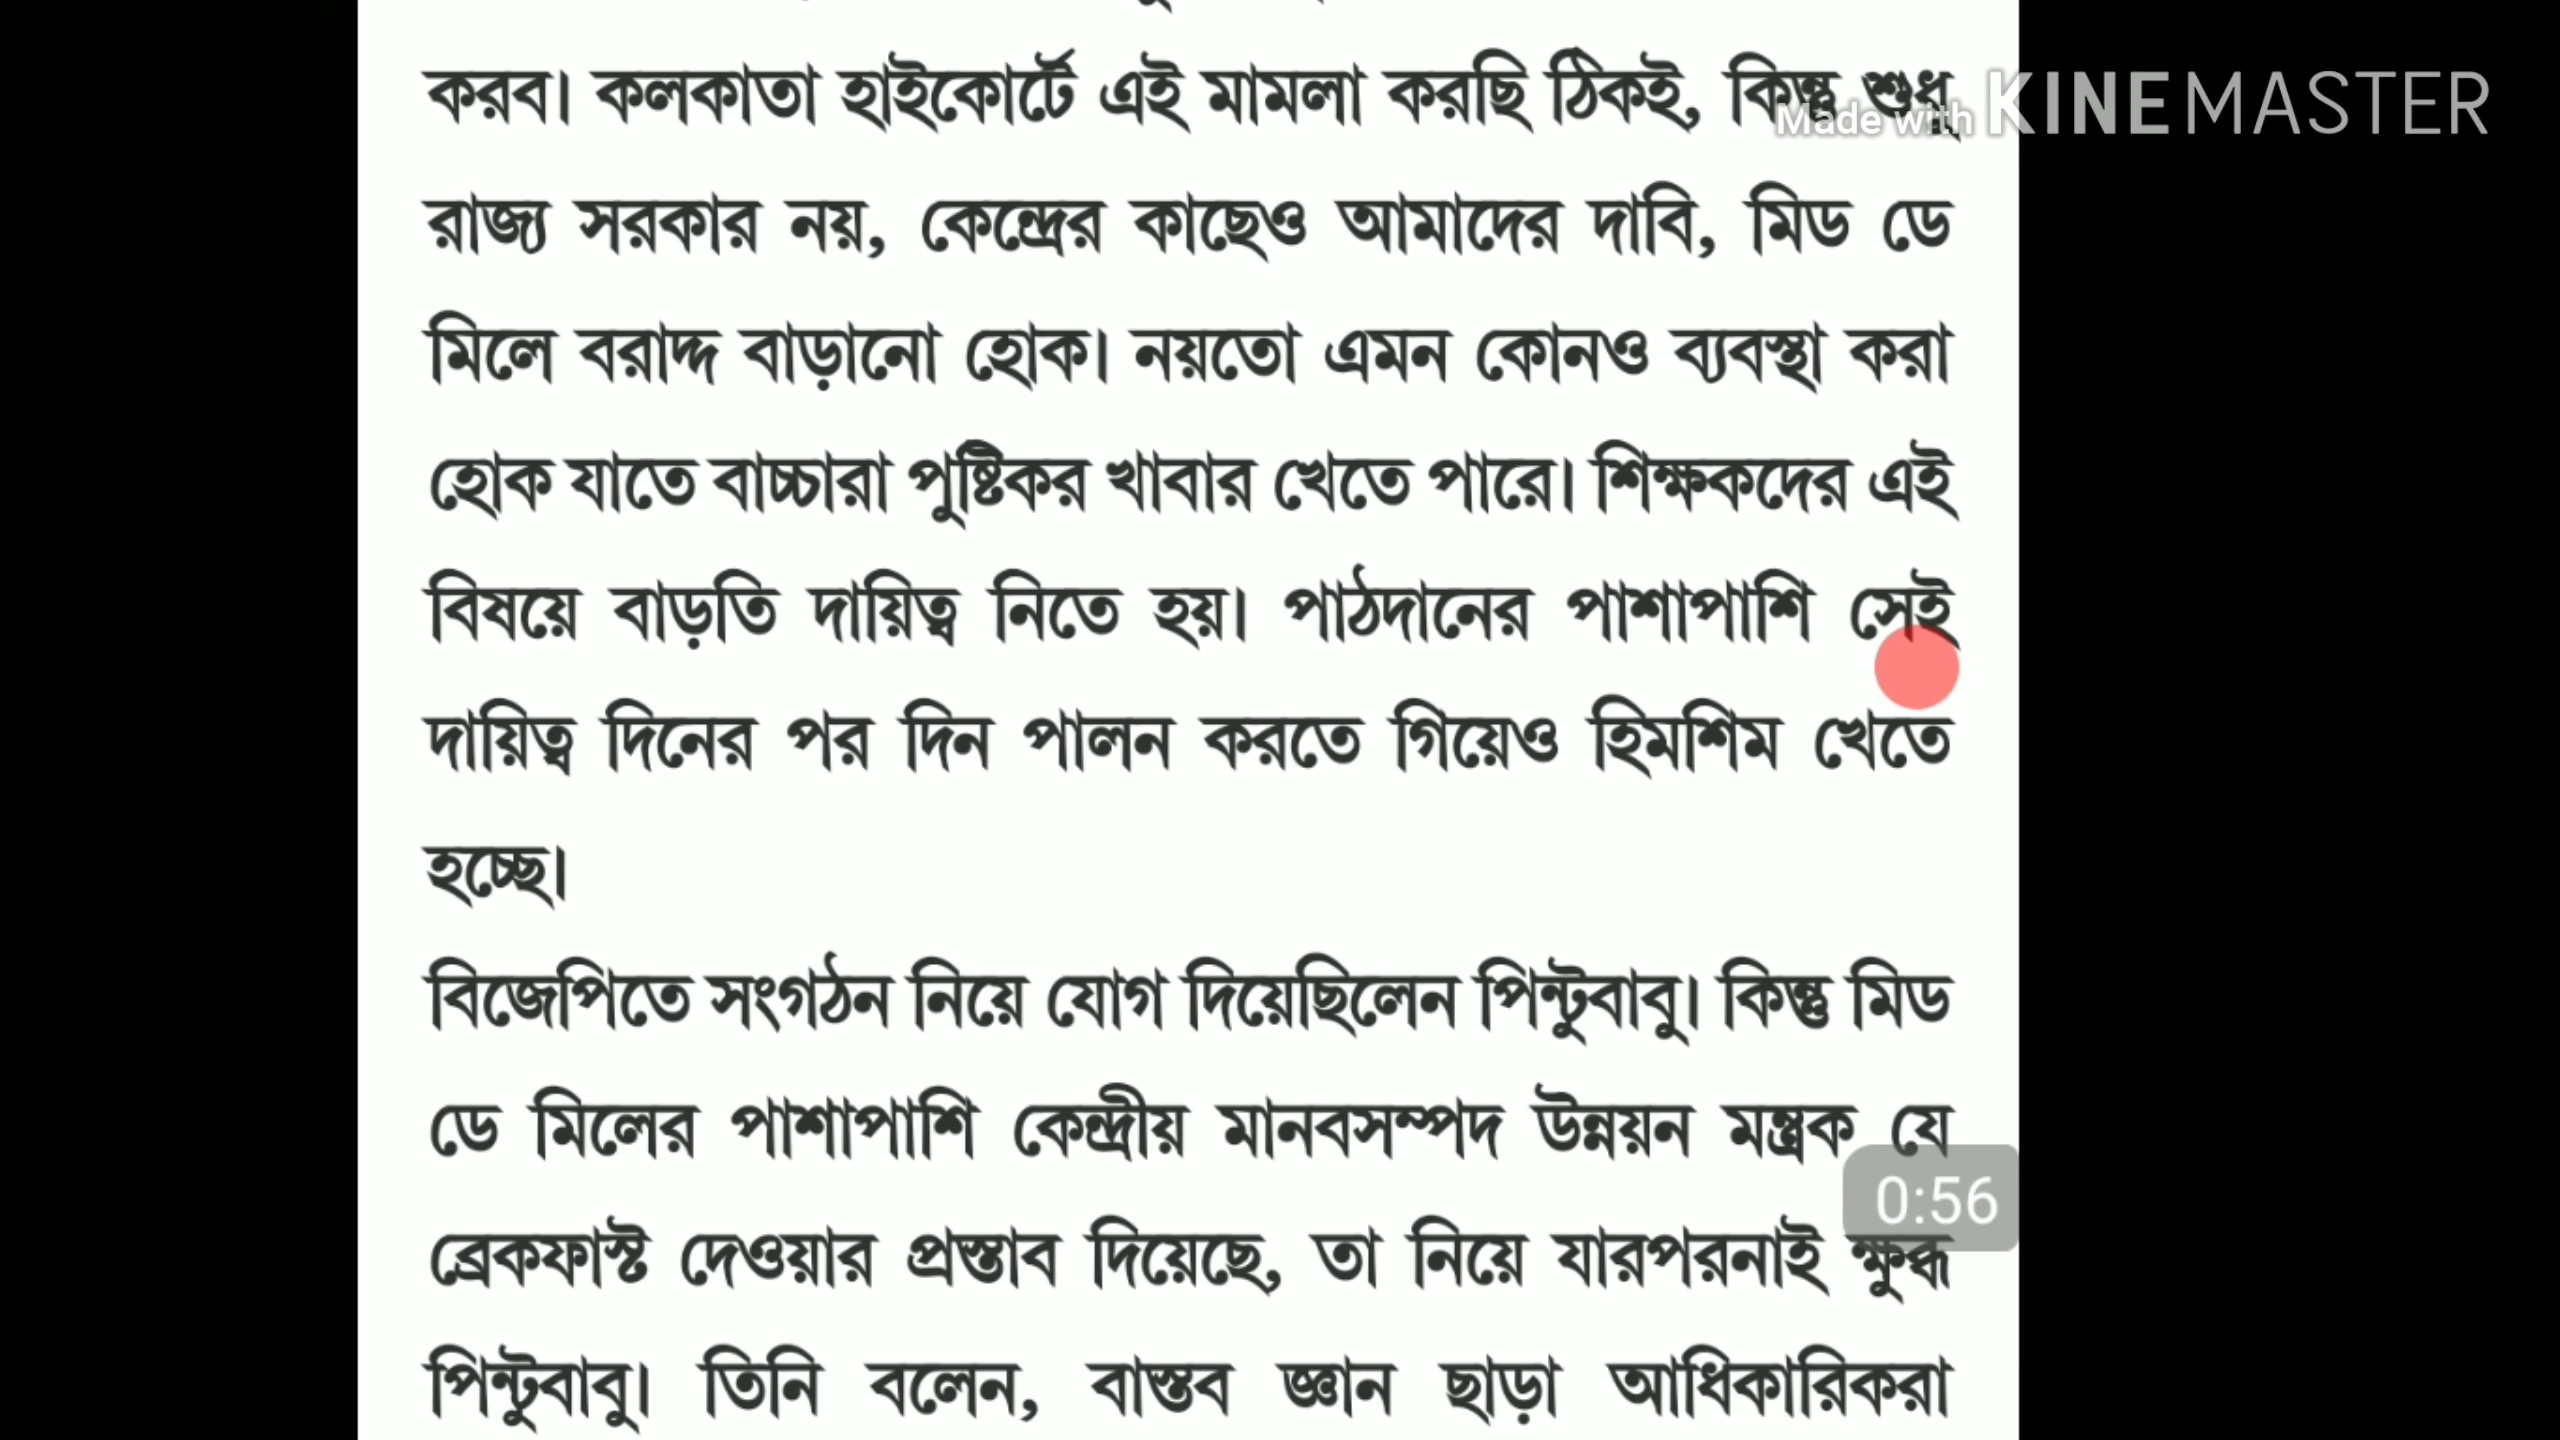 করব। কলকাতা হাইকোর্টে এই মামলা করছি ঠিকই, কিন্তু শুধু
Made with KINEMASTER
রাজ্য সরকার নয়, কেন্দ্রের কাছেও আমাদের দাবি, মিড ডে
মিলে বরাদ্দ বাড়ানো হোক। নয়তো এমন কোনও ব্যবস্থা করা
হোক যাতে বাচ্চারা পুষ্টিকর খাবার খেতে পারে। শিক্ষকদের এই
বিষয়ে বাড়তি দায়িত্ব নিতে হয়। পাঠদানের পাশাপাশি সেই
দায়িত্ব দিনের পর দিন পালন করতে গিয়েও হিমশিম খেতে
হচ্ছে।
বিজেপিতে সংগঠন নিয়ে যোগ দিয়েছিলেন পিন্টুবাবু। কিন্তু মিড
ডে মিলের পাশাপাশি কেন্দ্রীয় মানবসম্পদ উন্নয়ন মন্ত্রক যে
0:56
ব্রেকফাস্ট দেওয়ার প্রস্তাব দিয়েছে, তা নিয়ে যারপরনাই ক্ষুব্ধ
পিন্টুবাবু। তিনি বলেন, বাস্তব জ্ঞান ছাড়া আধিকারিকরা